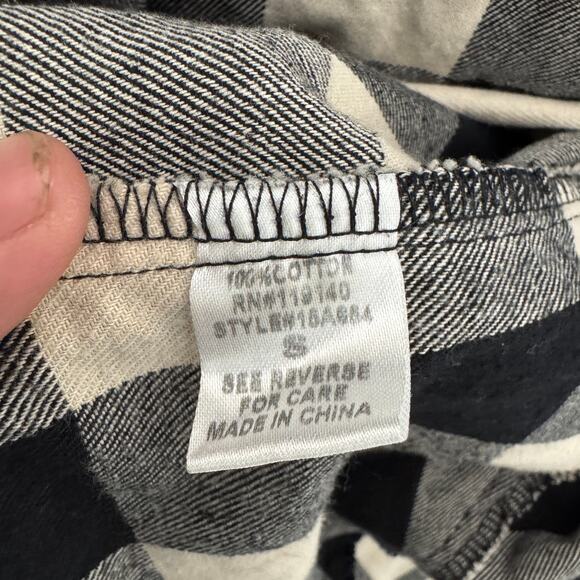 100% COTTON
RN#119140
STYLE#16A684
S
SEE REVERSE
FOR CARE
MADE IN CHINA